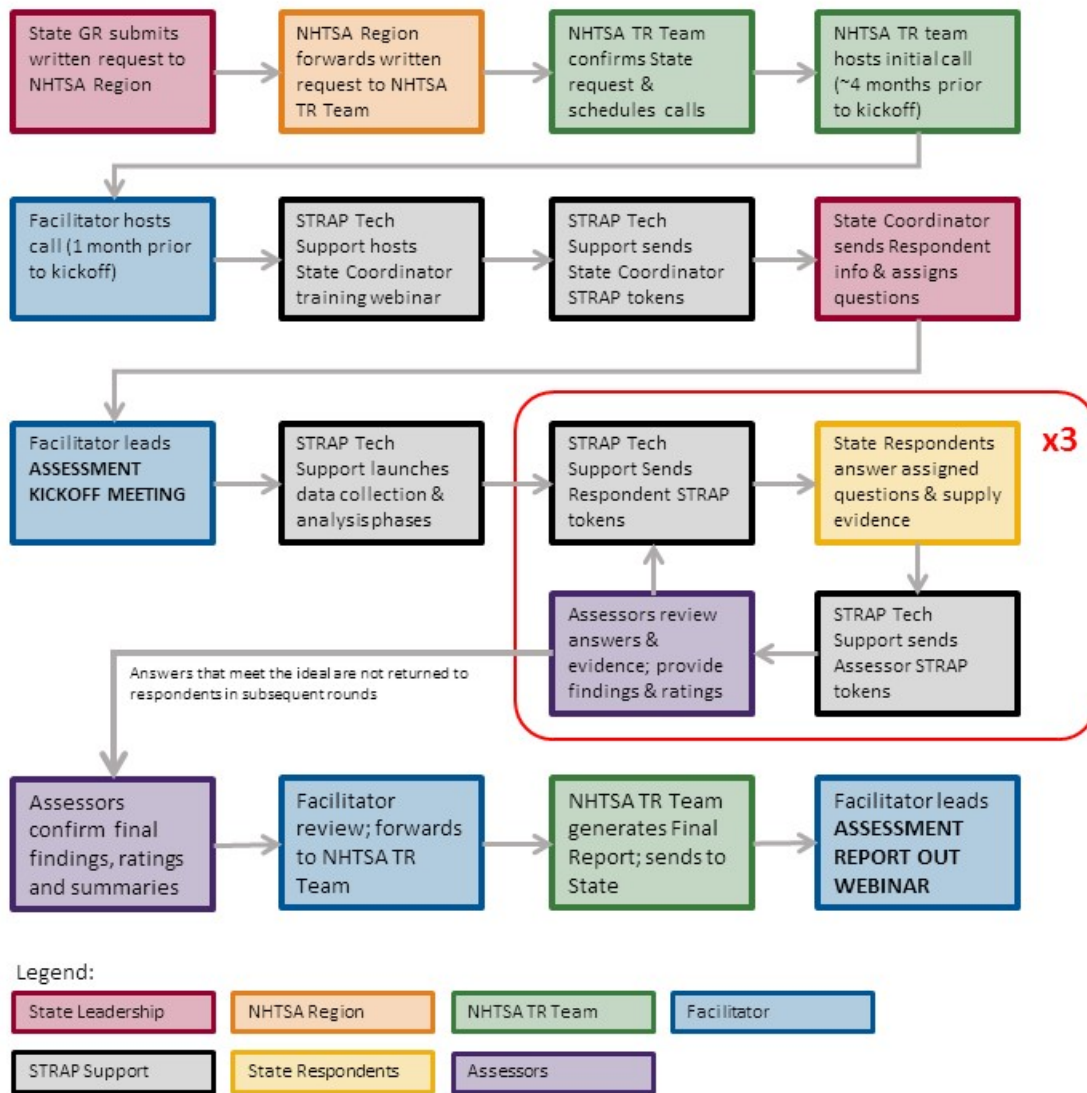 State GR submits
written request to
NHTSA Region
NHTSA Region
forwards written
request to NHTSA
TR Team
NHTSA TR Team
confirms State
request &
schedules calls
NHTSA TR team
hosts initial call
(~4 months prior
to kickoff)
Facilitator hosts
call (1 month prior
to kickoff)
STRAP Tech
Support hosts
State Coordinator
training webinar
STRAP Tech
Support sends
State Coordinator
STRAP tokens
State Coordinator
sends Respondent
info & assigns
questions
Facilitator leads
ASSESSMENT
KICKOFF MEETING
STRAP Tech
Support launches
data collection &
analysis phases
STRAP Tech
Support Sends
Respondent STRAP
tokens
State Respondents
answer assigned
questions & supply
evidence
x3
Assessors review
answers &
evidence; provide
findings & ratings
STRAP Tech
Support sends
Assessor STRAP
tokens
Answers that meet the ideal are not returned to
respondents in subsequent rounds
Assessors
confirm final
findings, ratings
and summaries
Facilitator
review; forwards
to NHTSA TR
Team
NHTSA TR Team
generates Final
Report; sends to
State
Facilitator leads
ASSESSMENT
REPORT OUT
WEBINAR
Legend:
State Leadership
NHTSA Region
NHTSA TR Team
Facilitator
STRAP Support
State Respondents
Assessors